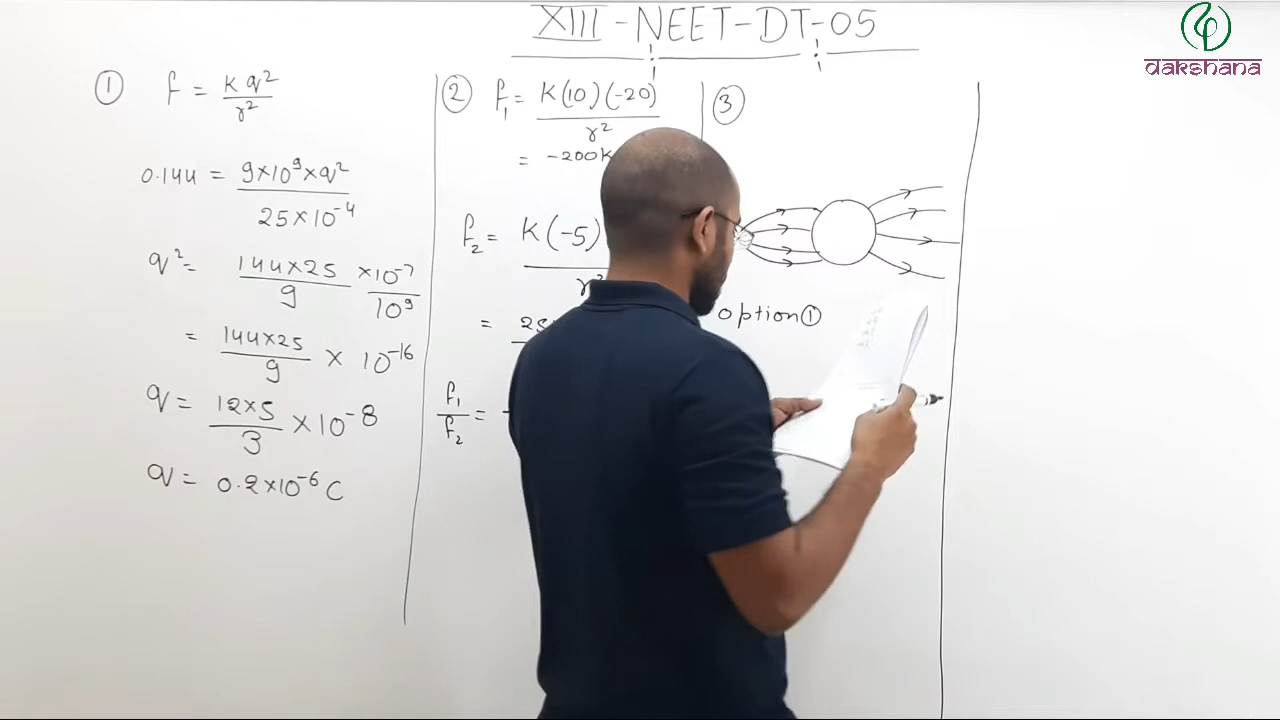 XIII-NEET-DT-05
dakshana
① f = Kq²/r²
0.144 = 9×10⁹×q²/25×10⁻⁴
q² = 144×25/9 ×10⁻⁷/10⁹
= 144×25/9 × 10⁻¹⁶
q = 12×5/3 ×10⁻⁸
q = 0.2×10⁻⁶ C
② f₁ = K(10)(-20)/r²
= -200K
f₂ = K(-5)
= 25
f₁/f₂ = -
③
option①